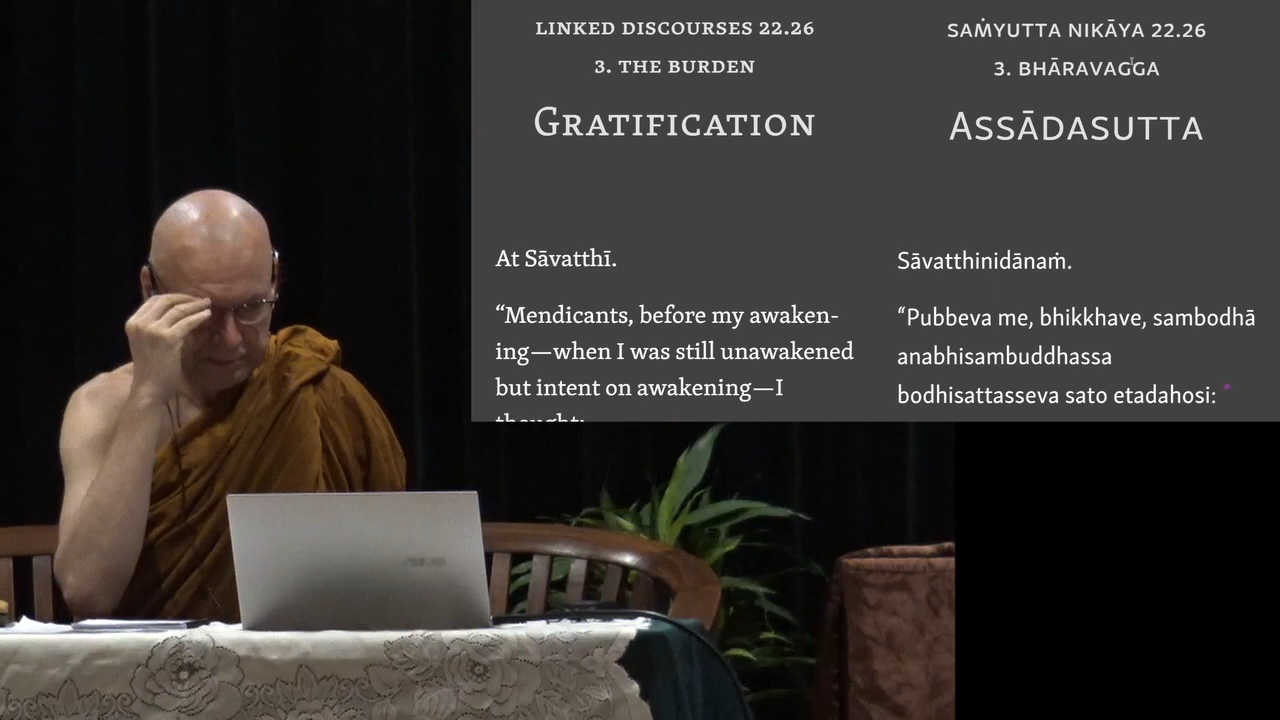 LINKED DISCOURSES 22.26
3. THE BURDEN
GRATIFICATION
At Sāvatthī.
“Mendicants, before my awaken-
ing—when I was still unawakened
but intent on awakening—I
thought:
SAṀYUTTA NIKĀYA 22.26
3. BHĀRAVAGGA
ASSĀDASUTTA
Sāvatthinidānaṁ.
“Pubbeva me, bhikkhave, sambodhā
anabhisambuddhassa
bodhisattasseva sato etadahosi: *